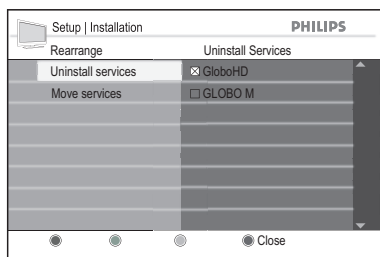 Setup | Installation
PHILIPS
Rearrange
Uninstall Services
Uninstall services
GloboHD
Move services
GLOBO M
Close